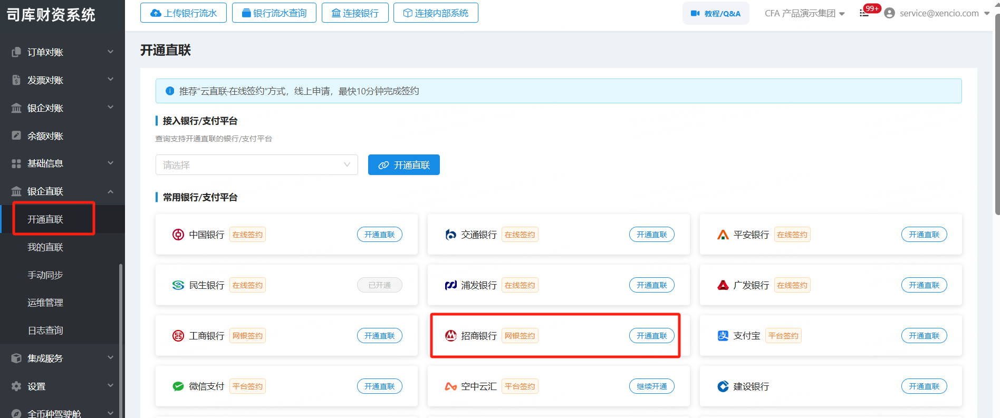 司库财资系统
上传银行流水
银行流水查询
连接银行
连接内部系统
教程/Q&A
CFA 产品演示集团
99+
service@xencio.com
订单对账
发票对账
银企对账
余额对账
基础信息
银企直联
开通直联
我的直联
手动同步
运维管理
日志查询
集成服务
设置
全币种驾驶舱
开通直联
推荐“云直联·在线签约”方式，线上申请，最快10分钟完成签约
接入银行/支付平台
查询支持开通直联的银行/支付平台
请选择
开通直联
常用银行/支付平台
中国银行 在线签约 开通直联
交通银行 在线签约 开通直联
平安银行 在线签约 开通直联
民生银行 在线签约 已开通
浦发银行 在线签约 开通直联
广发银行 在线签约 开通直联
工商银行 网银签约 开通直联
招商银行 网银签约 开通直联
支付宝 平台签约 开通直联
微信支付 平台签约 开通直联
空中云汇 平台签约 继续开通
建设银行 开通直联